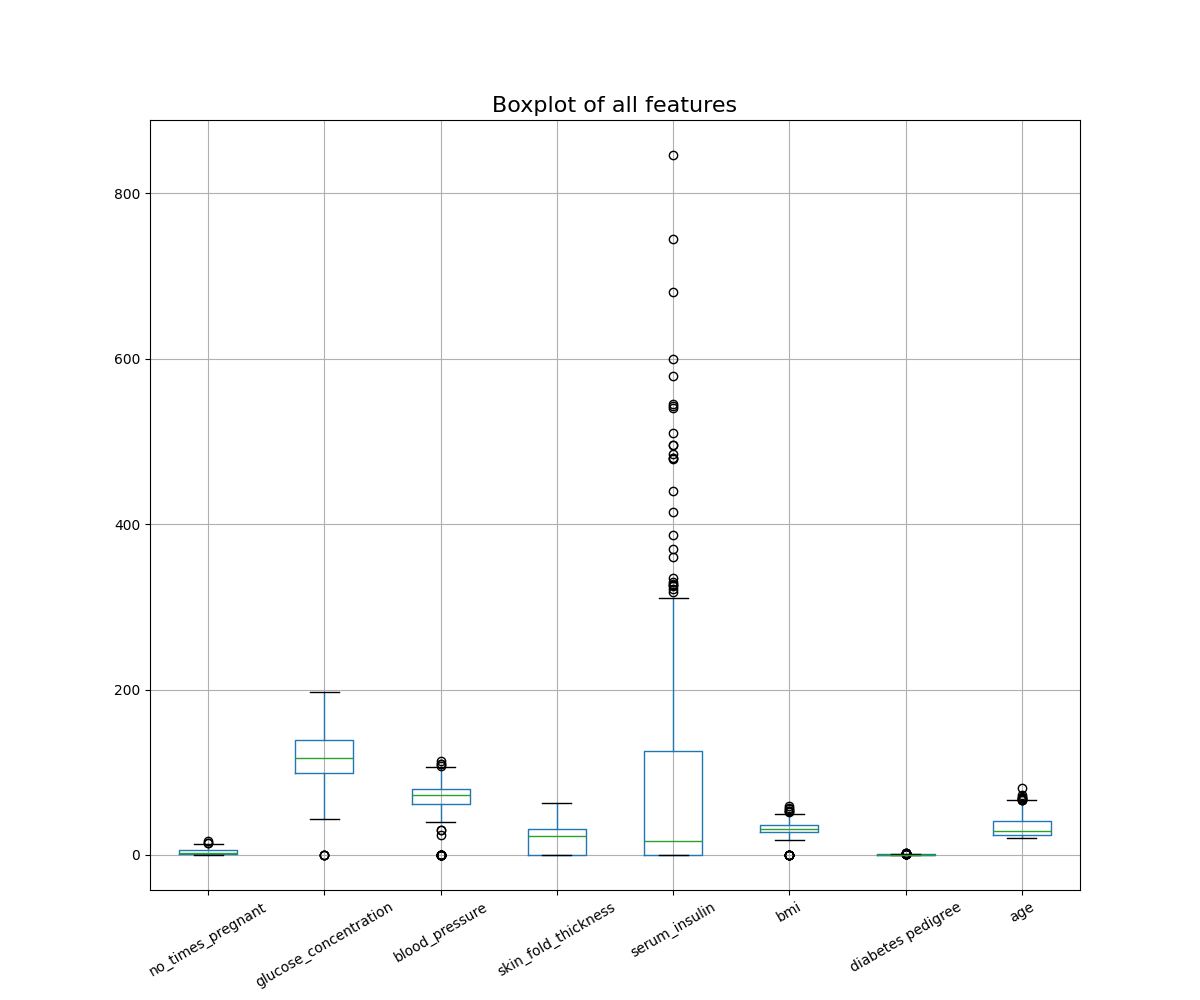 Boxplot of all features
800
600
400
200
0
no_times_pregnant
glucose_concentration
blood_pressure
skin_fold_thickness
serum_insulin
bmi
diabetes pedigree
age